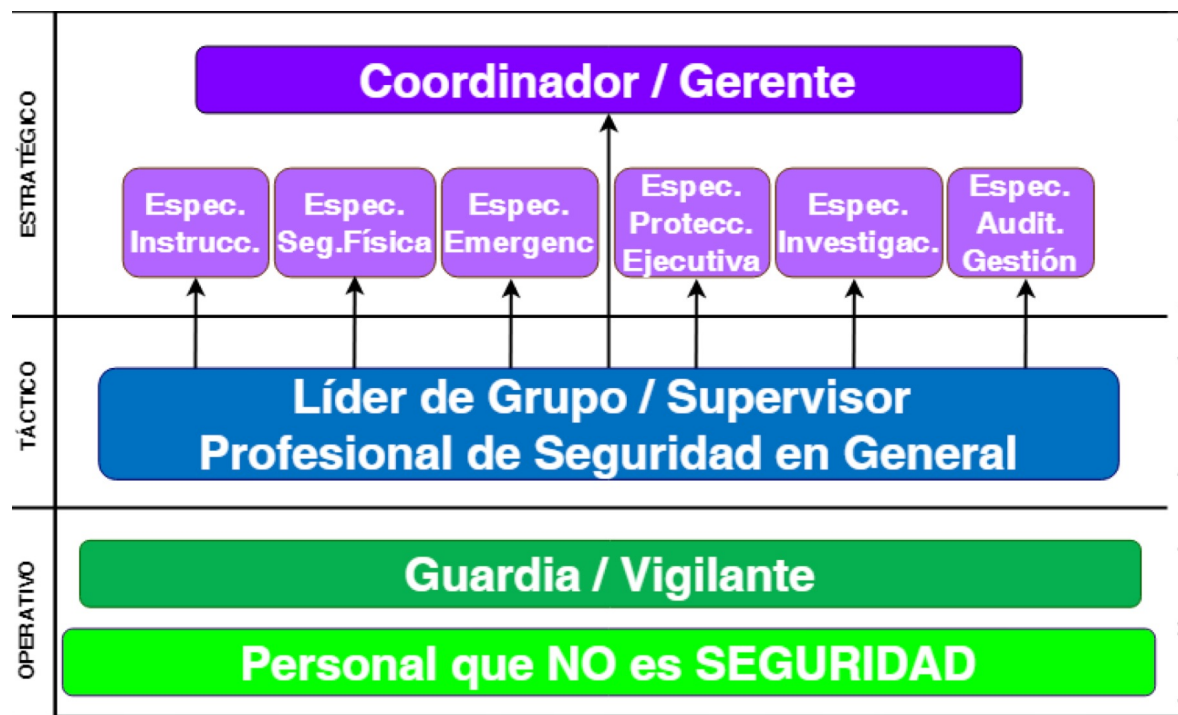 ESTRATÉGICO
Coordinador / Gerente
Espec.
Instrucc.
Espec.
Seg.Física
Espec.
Emergenc
Espec.
Protecc.
Ejecutiva
Espec.
Investigac.
Espec.
Audit.
Gestión
TÁCTICO
Líder de Grupo / Supervisor
Profesional de Seguridad en General
OPERATIVO
Guardia / Vigilante
Personal que NO es SEGURIDAD